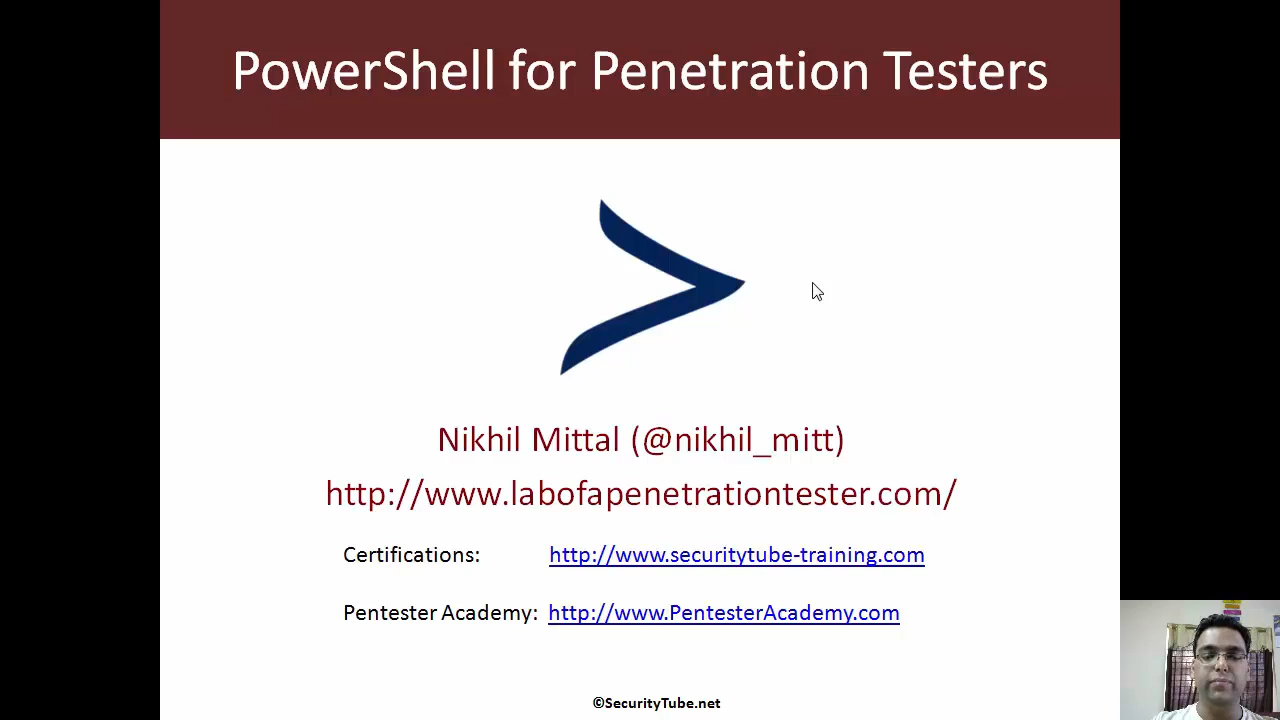 PowerShell for Penetration Testers
Nikhil Mittal (@nikhil_mitt)
http://www.labofapenetrationtester.com/
Certifications: http://www.securitytube-training.com
Pentester Academy: http://www.PentesterAcademy.com
©SecurityTube.net